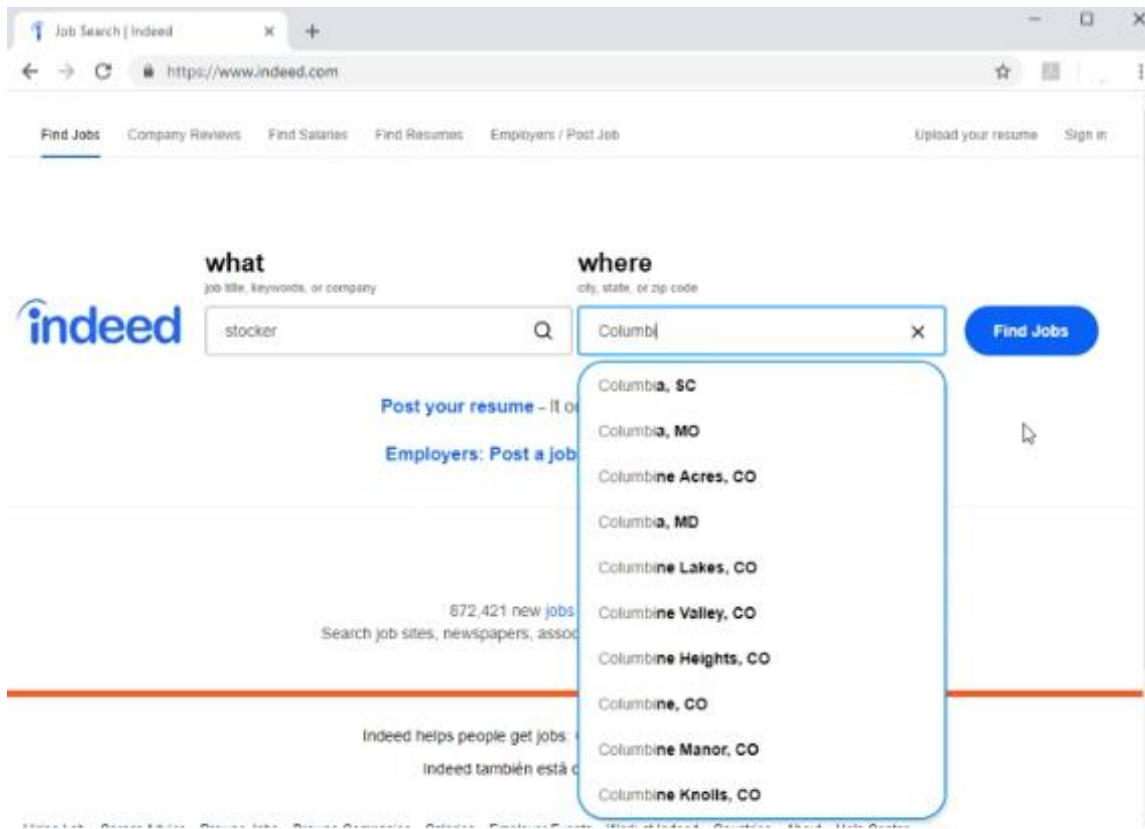 Job Search | Indeed
https://www.indeed.com
Find Jobs Company Reviews Find Salaries Find Resumes Employers / Post Job Upload your resume Sign in
what
job title, keywords, or company
where
city, state, or zip code
indeed
stocker
Columbi
Find Jobs
Columbia, SC
Columbia, MO
Columbine Acres, CO
Columbia, MD
Columbine Lakes, CO
Columbine Valley, CO
Columbine Heights, CO
Columbine, CO
Columbine Manor, CO
Columbine Knolls, CO
Post your resume – It
Employers: Post a job
872,421 new jobs
Search job sites, newspapers,
Indeed helps people get jobs:
Indeed también está